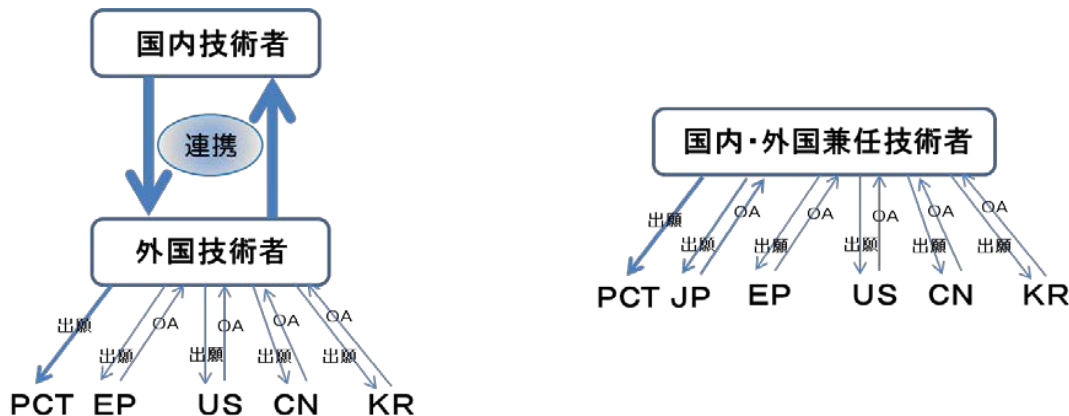 国内技術者
連携
外国技術者
出願 出願 OA 出願 OA 出願 OA 出願 OA
PCT EP US CN KR
国内・外国兼任技術者
出願 出願 OA 出願 OA 出願 OA 出願 OA 出願 OA
PCT JP EP US CN KR